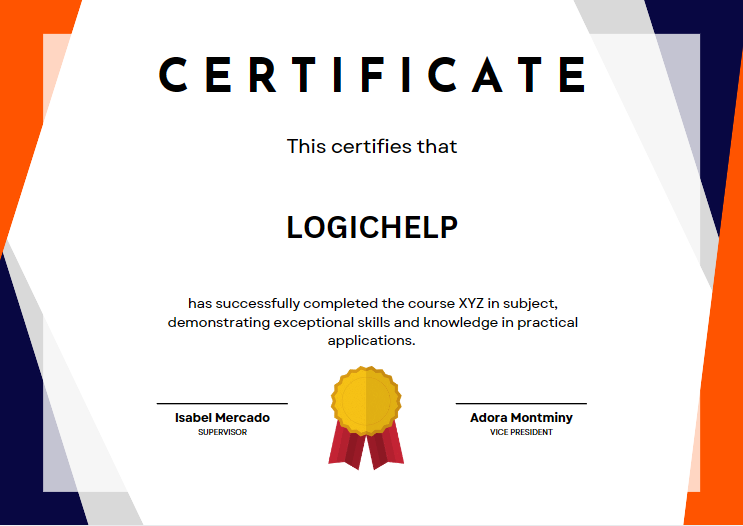 CERTIFICATE
This certifies that
LOGICHELP
has successfully completed the course XYZ in subject,
demonstrating exceptional skills and knowledge in practical
applications.
Isabel Mercado
SUPERVISOR
Adora Montminy
VICE PRESIDENT